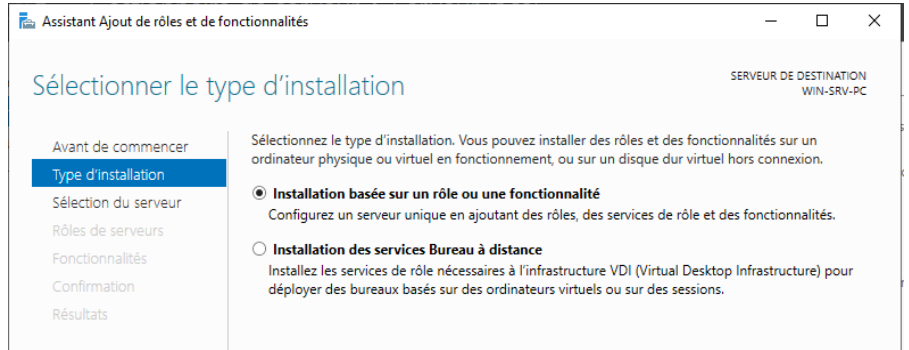 Assistant Ajout de rôles et de fonctionnalités
Sélectionner le type d'installation
SERVEUR DE DESTINATION
WIN-SRV-PC
Avant de commencer
Type d'installation
Sélection du serveur
Rôles de serveurs
Fonctionnalités
Confirmation
Résultats
Sélectionnez le type d'installation. Vous pouvez installer des rôles et des fonctionnalités sur un
ordinateur physique ou virtuel en fonctionnement, ou sur un disque dur virtuel hors connexion.
Installation basée sur un rôle ou une fonctionnalité
Configurez un serveur unique en ajoutant des rôles, des services de rôle et des fonctionnalités.
Installation des services Bureau à distance
Installez les services de rôle nécessaires à l'infrastructure VDI (Virtual Desktop Infrastructure) pour
déployer des bureaux basés sur des ordinateurs virtuels ou sur des sessions.